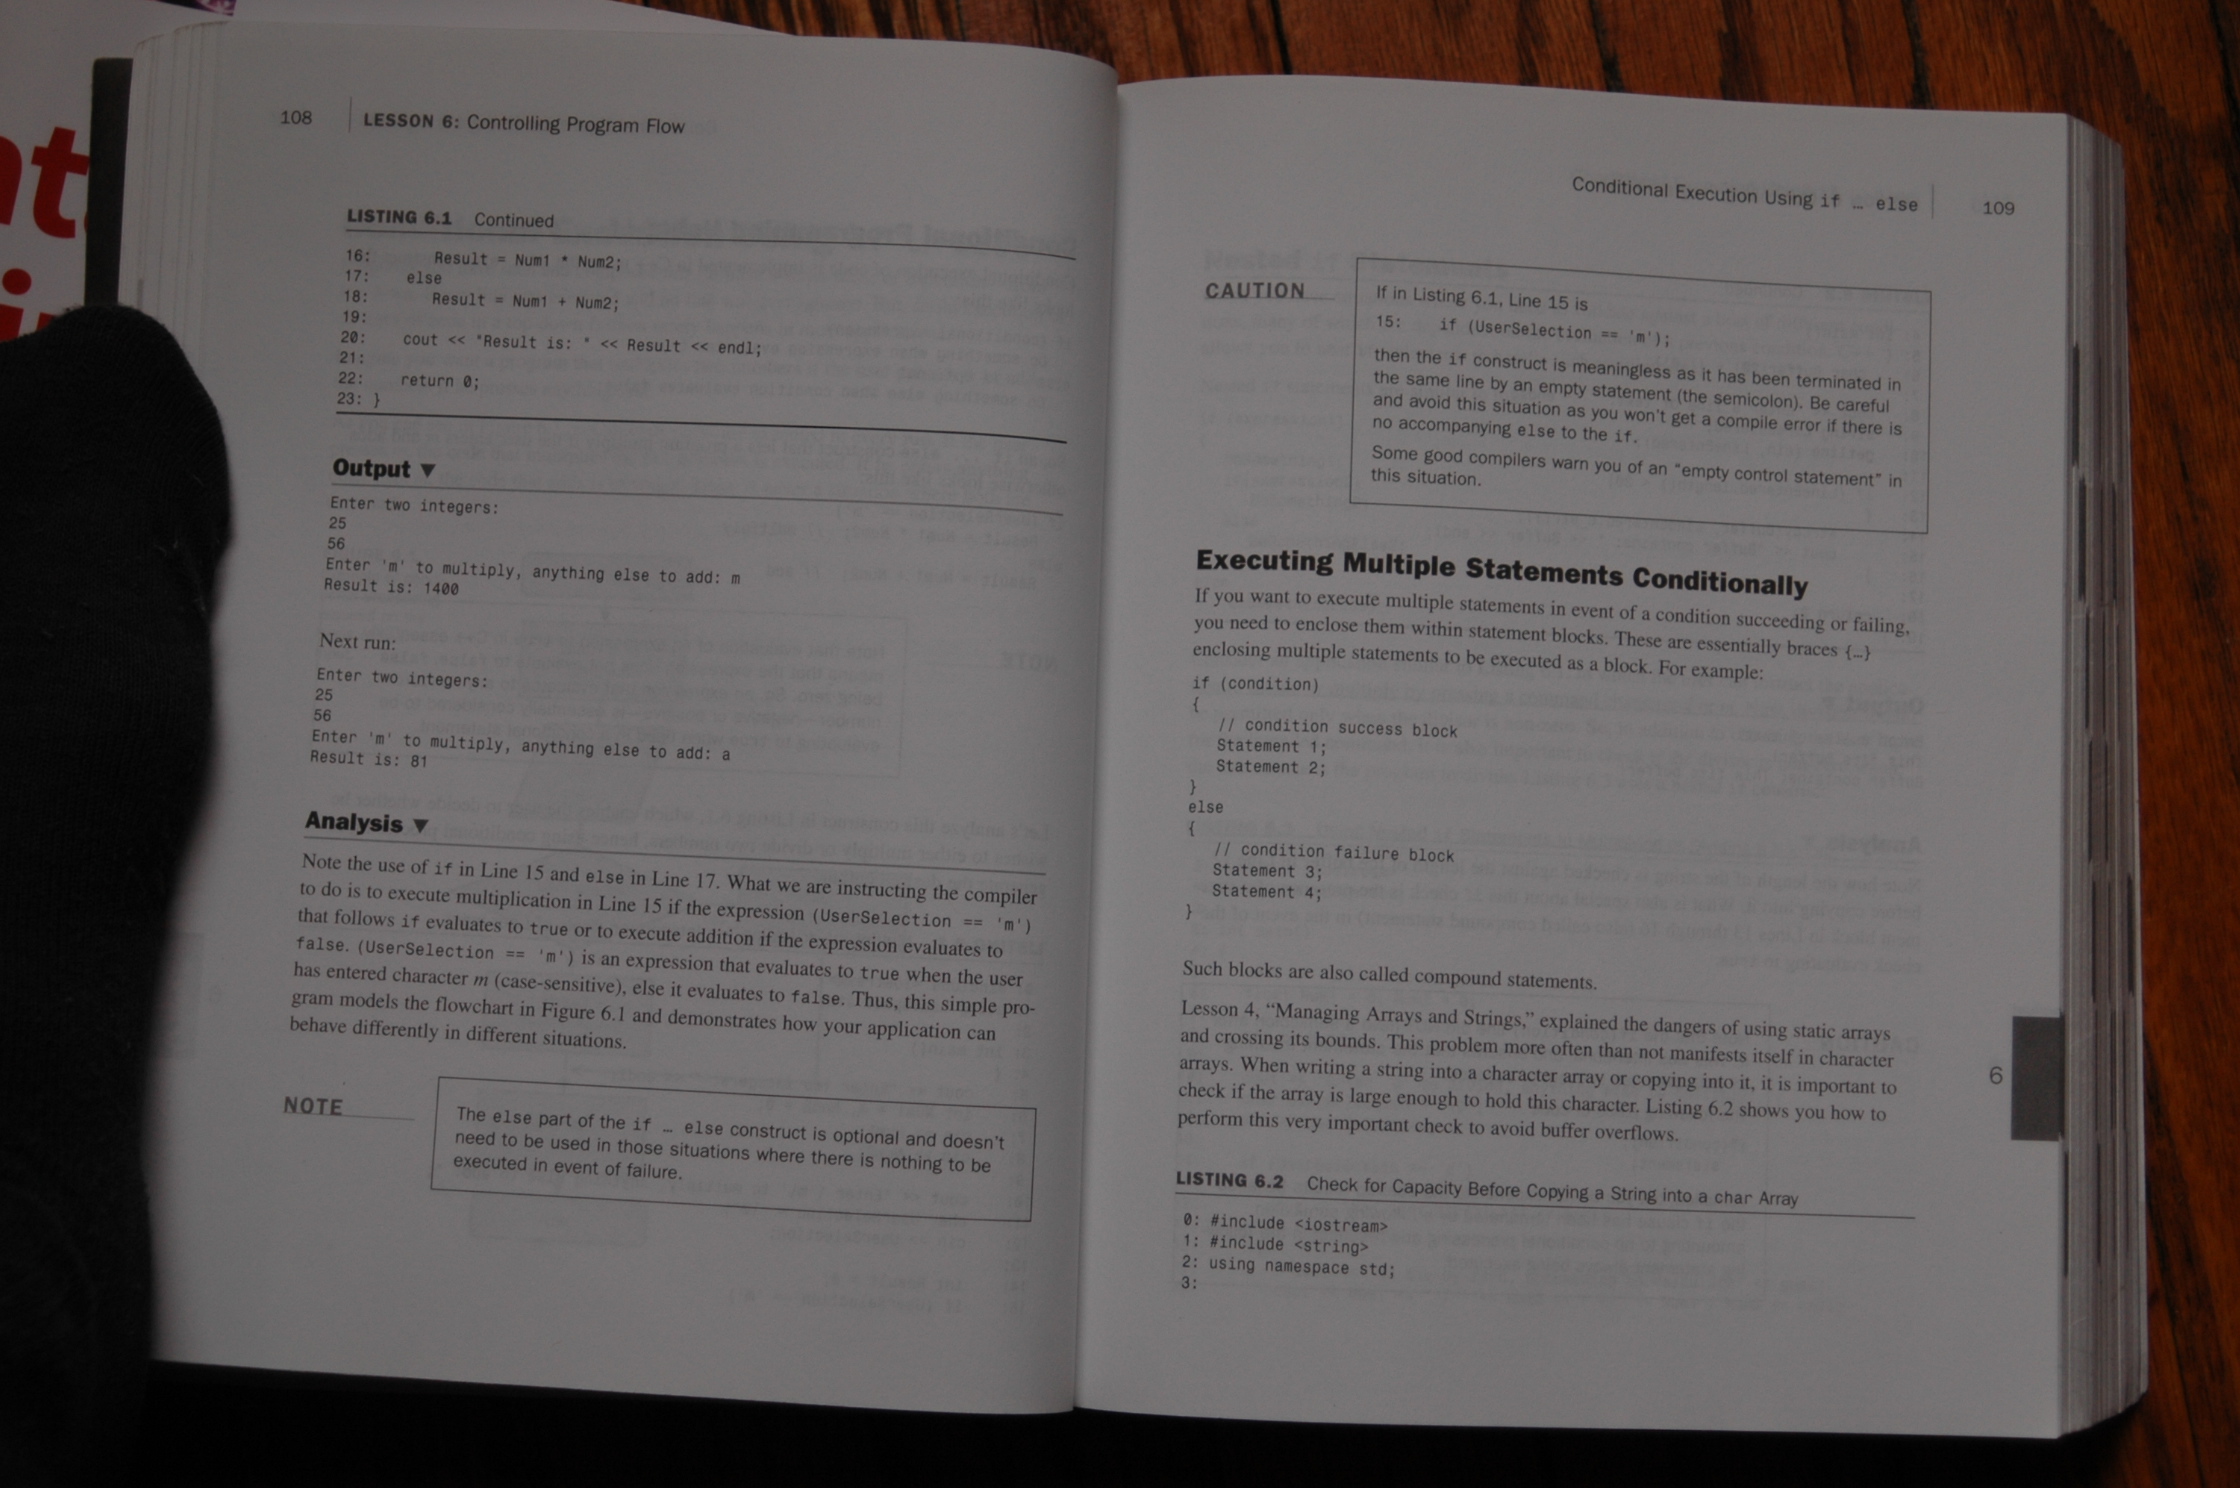 108 LESSON 6: Controlling Program Flow
LISTING 6.1 Continued
16: Result = Num1 * Num2;
17: else
18: Result = Num1 + Num2;
19:
20: cout << "Result is: " << Result << endl;
21:
22: return 0;
23: }
Output ▼
Enter two integers:
25
56
Enter 'm' to multiply, anything else to add: m
Result is: 1400
Next run:
Enter two integers:
25
56
Enter 'm' to multiply, anything else to add: a
Result is: 81
Analysis ▼
Note the use of if in Line 15 and else in Line 17. What we are instructing the compiler
to do is to execute multiplication in Line 15 if the expression (UserSelection == 'm')
that follows if evaluates to true or to execute addition if the expression evaluates to
false. (UserSelection == 'm') is an expression that evaluates to true when the user
has entered character m (case-sensitive), else it evaluates to false. Thus, this simple pro-
gram models the flowchart in Figure 6.1 and demonstrates how your application can
behave differently in different situations.
NOTE
The else part of the if … else construct is optional and doesn't
need to be used in those situations where there is nothing to be
executed in event of failure.
Conditional Execution Using if … else 109
CAUTION
If in Listing 6.1, Line 15 is
15: if (UserSelection == 'm');
then the if construct is meaningless as it has been terminated in
the same line by an empty statement (the semicolon). Be careful
and avoid this situation as you won't get a compile error if there is
no accompanying else to the if.
Some good compilers warn you of an "empty control statement" in
this situation.
Executing Multiple Statements Conditionally
If you want to execute multiple statements in event of a condition succeeding or failing,
you need to enclose them within statement blocks. These are essentially braces {…}
enclosing multiple statements to be executed as a block. For example:
if (condition)
{
// condition success block
Statement 1;
Statement 2;
}
else
{
// condition failure block
Statement 3;
Statement 4;
}
Such blocks are also called compound statements.
Lesson 4, "Managing Arrays and Strings," explained the dangers of using static arrays
and crossing its bounds. This problem more often than not manifests itself in character
arrays. When writing a string into a character array or copying into it, it is important to
check if the array is large enough to hold this character. Listing 6.2 shows you how to
perform this very important check to avoid buffer overflows.
6
LISTING 6.2 Check for Capacity Before Copying a String into a char Array
0: #include <iostream>
1: #include <string>
2: using namespace std;
3: